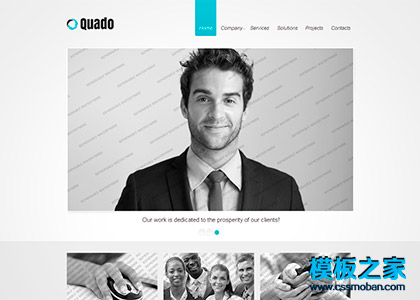 Quado
Home Company Services Solutions Projects Contacts
Our work is dedicated to the prosperity of our clients!
模板之家
www.cssmoban.com